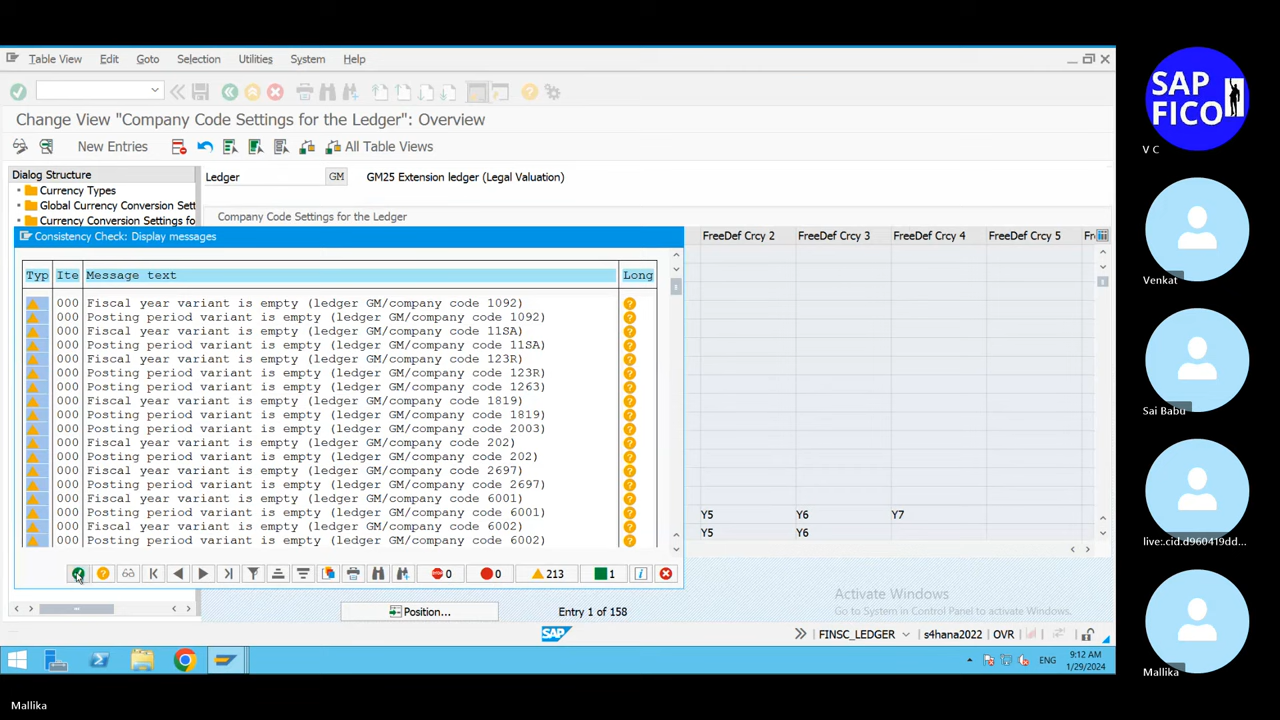 Table View Edit Goto Selection Utilities System Help
Change View "Company Code Settings for the Ledger": Overview
New Entries All Table Views
Dialog Structure
Currency Types
Global Currency Conversion Sett
Currency Conversion Settings fo
Ledger GM GM25 Extension ledger (Legal Valuation)
Company Code Settings for the Ledger
FreeDef Crcy 2 FreeDef Crcy 3 FreeDef Crcy 4 FreeDef Crcy 5 Fr
Y5 Y6 Y7
Y5 Y6
Consistency Check: Display messages
Typ Ite Message text Long
000 Fiscal year variant is empty (ledger GM/company code 1092)
000 Posting period variant is empty (ledger GM/company code 1092)
000 Fiscal year variant is empty (ledger GM/company code 11SA)
000 Posting period variant is empty (ledger GM/company code 11SA)
000 Fiscal year variant is empty (ledger GM/company code 123R)
000 Posting period variant is empty (ledger GM/company code 123R)
000 Posting period variant is empty (ledger GM/company code 1263)
000 Fiscal year variant is empty (ledger GM/company code 1819)
000 Posting period variant is empty (ledger GM/company code 1819)
000 Posting period variant is empty (ledger GM/company code 2003)
000 Fiscal year variant is empty (ledger GM/company code 202)
000 Posting period variant is empty (ledger GM/company code 202)
000 Fiscal year variant is empty (ledger GM/company code 2697)
000 Posting period variant is empty (ledger GM/company code 2697)
000 Fiscal year variant is empty (ledger GM/company code 6001)
000 Posting period variant is empty (ledger GM/company code 6001)
000 Fiscal year variant is empty (ledger GM/company code 6002)
000 Posting period variant is empty (ledger GM/company code 6002)
STOP 0 0 213 1
Position... Entry 1 of 158
Activate Windows
Go to System in Control Panel to activate Windows.
SAP FINSC_LEDGER s4hana2022 OVR
ENG 9:12 AM
1/29/2024
SAP
FICO
V C
Venkat
Sai Babu
live:.cid.d960419dd...
Mallika
Mallika